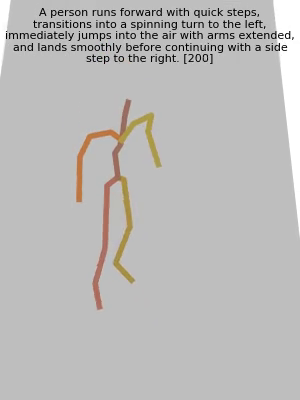 A person runs forward with quick steps,
transitions into a spinning turn to the left,
immediately jumps into the air with arms extended,
and lands smoothly before continuing with a side
step to the right. [200]